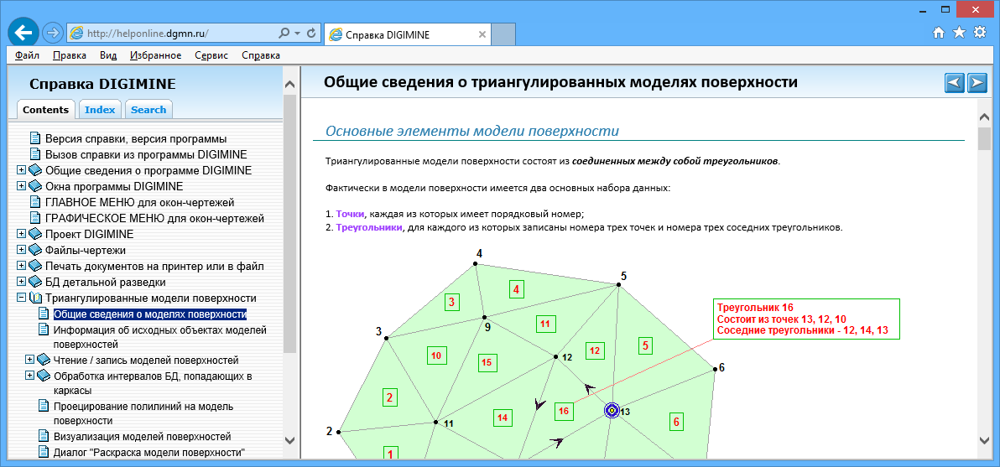 http://helponline.dgmn.ru/
Справка DIGIMINE
Файл Правка Вид Избранное Сервис Справка
Справка DIGIMINE
Contents Index Search
Версия справки, версия программы
Вызов справки из программы DIGIMINE
Общие сведения о программе DIGIMINE
Окна программы DIGIMINE
ГЛАВНОЕ МЕНЮ для окон-чертежей
ГРАФИЧЕСКОЕ МЕНЮ для окон-чертежей
Проект DIGIMINE
Файлы-чертежи
Печать документов на принтер или в файл
БД детальной разведки
Триангулированные модели поверхности
Общие сведения о моделях поверхности
Информация об исходных объектах моделей
поверхностей
Чтение / запись моделей поверхностей
Обработка интервалов БД, попадающих в
каркасы
Проецирование полилиний на модель
поверхности
Визуализация моделей поверхностей
Диалог "Раскраска модели поверхности"
Общие сведения о триангулированных моделях поверхности
Основные элементы модели поверхности
Триангулированные модели поверхности состоят из соединенных между собой треугольников.
Фактически в модели поверхности имеется два основных набора данных:
1. Точки, каждая из которых имеет порядковый номер;
2. Треугольники, для каждого из которых записаны номера трех точек и номера трех соседних треугольников.
4
5
4
3
Треугольник 16
Состоит из точек 13, 12, 10
Соседние треугольники - 12, 14, 13
11
9
3
5
12
10
12
15
6
2
16
13
14
6
11
2
1